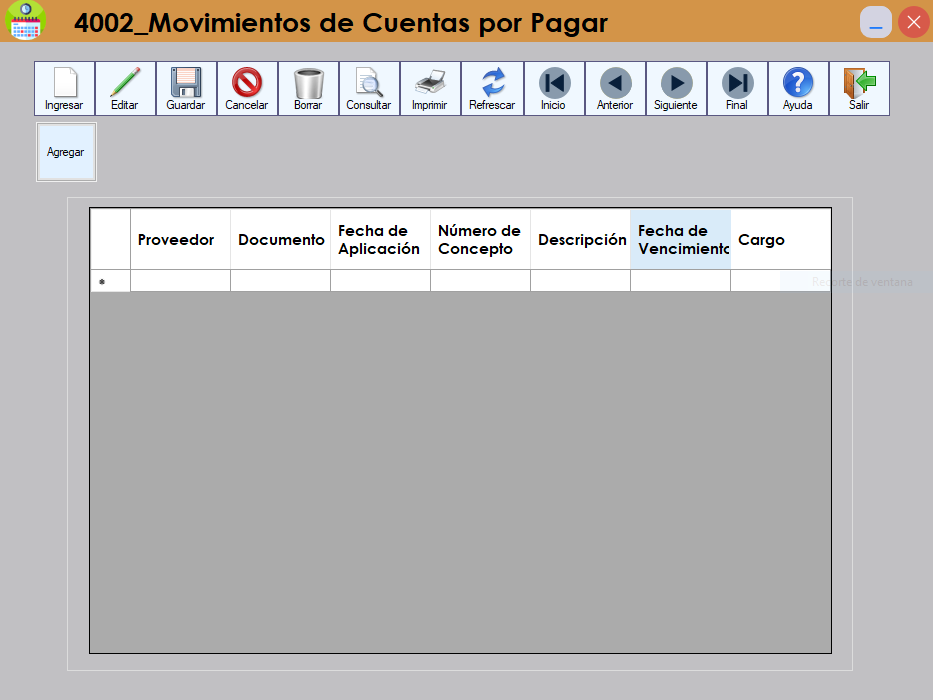 4002_Movimientos de Cuentas por Pagar
Ingresar Editar Guardar Cancelar Borrar Consultar Imprimir Refrescar Inicio Anterior Siguiente Final Ayuda Salir
Agregar
Proveedor
Documento
Fecha de
Aplicación
Número de
Concepto
Descripción
Fecha de
Vencimiento
Cargo
*
Recorte de ventana